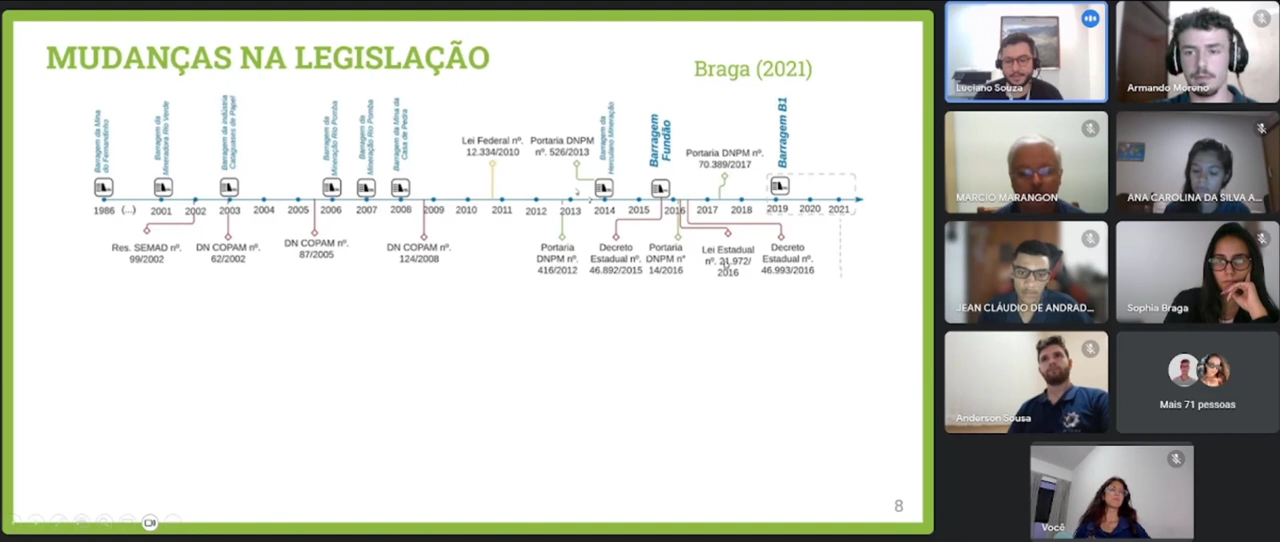 MUDANÇAS NA LEGISLAÇÃO
Braga (2021)
Barragem da Mina
do Fernandinho
Barragem da
Mineradora Rio Verde
Barragem da indústria
Cataguases de Papel
Barragem da
Mineração Rio Pomba
Barragem da
Mineração Rio Pomba
Barragem da Mina da
Casa de Pedra
Lei Federal nº.
12.334/2010
Portaria DNPM
nº. 526/2013
Barragem da
Herculano Mineração
Barragem
Fundão
Portaria DNPM nº.
70.389/2017
Barragem B1
1986 (...) 2001 2002 2003 2004 2005 2006 2007 2008 2009 2010 2011 2012 2013 2014 2015 2016 2017 2018 2019 2020 2021
Res. SEMAD nº.
99/2002
DN COPAM nº.
62/2002
DN COPAM nº.
87/2005
DN COPAM nº.
124/2008
Portaria
DNPM nº.
416/2012
Decreto
Estadual nº.
46.892/2015
Portaria
DNPM n°
14/2016
Lei Estadual
nº. 21.972/
2016
Decreto
Estadual nº.
46.993/2016
8
Luciano Souza
Armando Moreno
MARCIO MARANGON
ANA CAROLINA DA SILVA A...
JEAN CLÁUDIO DE ANDRAD...
Sophia Braga
Anderson Sousa
Mais 71 pessoas
Você